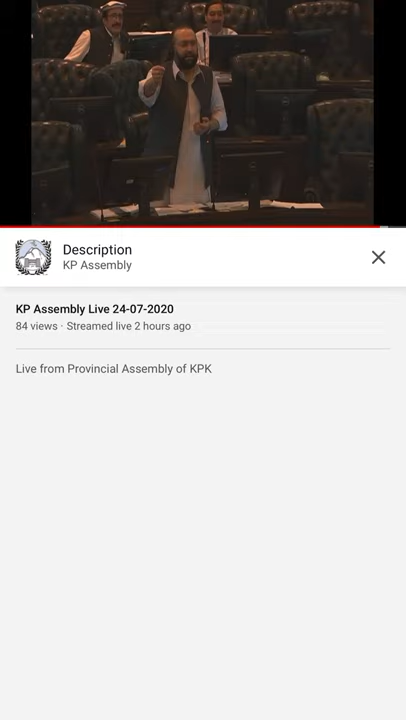 Description
KP Assembly
KP Assembly Live 24-07-2020
84 views · Streamed live 2 hours ago
Live from Provincial Assembly of KPK